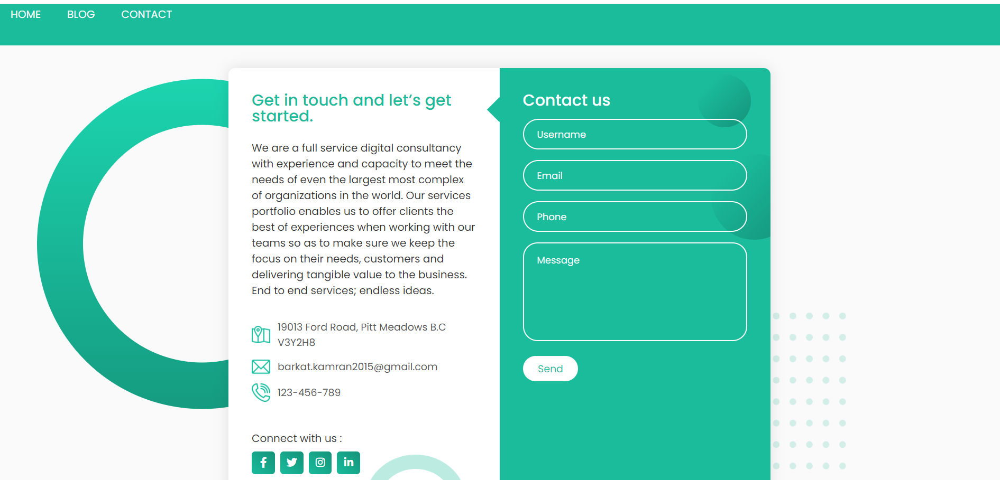 HOME BLOG CONTACT
Get in touch and let’s get
started.
We are a full service digital consultancy
with experience and capacity to meet the
needs of even the largest most complex
of organizations in the world. Our services
portfolio enables us to offer clients the
best of experiences when working with our
teams so as to make sure we keep the
focus on their needs, customers and
delivering tangible value to the business.
End to end services; endless ideas.
19013 Ford Road, Pitt Meadows B.C
V3Y2H8
barkat.kamran2015@gmail.com
123-456-789
Connect with us :
Contact us
Username
Email
Phone
Message
Send